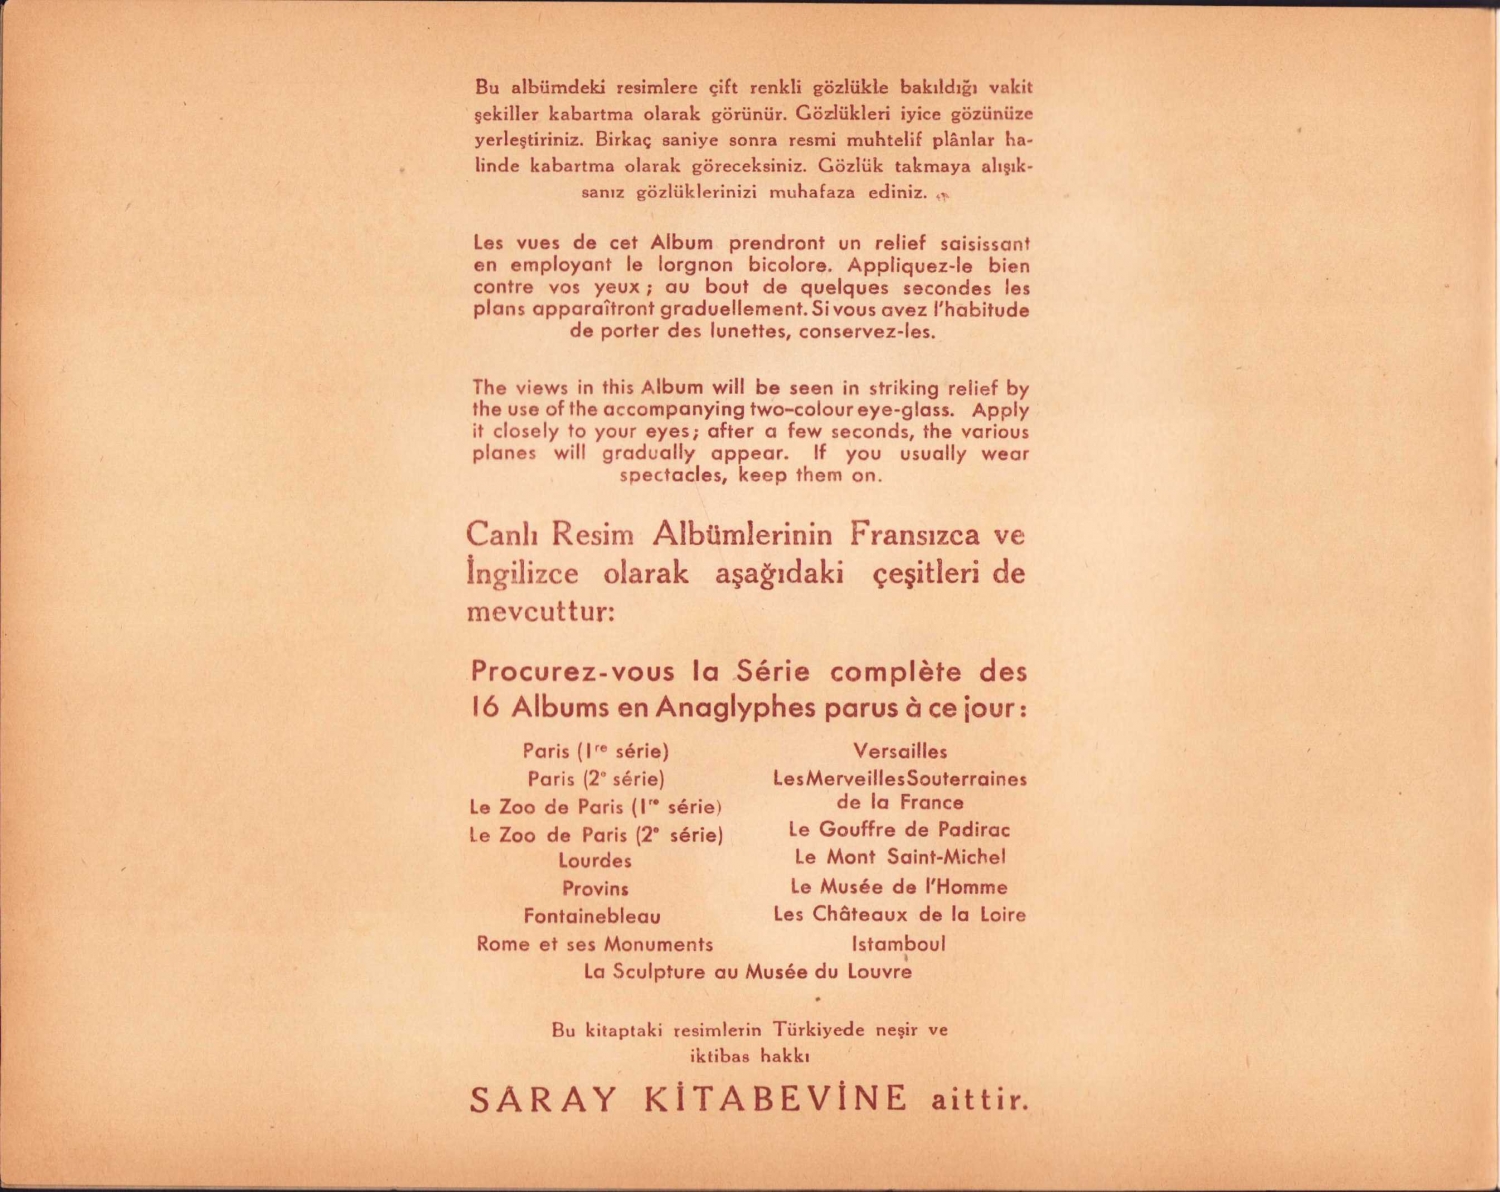 Bu albümdeki resimlere çift renkli gözlükle bakıldığı vakit
şekiller kabartma olarak görünür. Gözlükleri iyice gözünüze
yerleştiriniz. Birkaç saniye sonra resmi muhtelif plânlar ha-
linde kabartma olarak göreceksiniz. Gözlük takmaya alışık-
sanız gözlüklerinizi muhafaza ediniz.
Les vues de cet Album prendront un relief saisissant
en employant le lorgnon bicolore. Appliquez-le bien
contre vos yeux ; au bout de quelques secondes les
plans apparaîtront graduellement. Si vous avez l'habitude
de porter des lunettes, conservez-les.
The views in this Album will be seen in striking relief by
the use of the accompanying two-colour eye-glass. Apply
it closely to your eyes; after a few seconds, the various
planes will gradually appear. If you usually wear
spectacles, keep them on.
Canlı Resim Albümlerinin Fransızca ve
İngilizce olarak aşağıdaki çeşitleri de
mevcuttur:
Procurez-vous la Série complète des
16 Albums en Anaglyphes parus à ce jour :
Paris (1re série)
Paris (2e série)
Le Zoo de Paris (1re série)
Le Zoo de Paris (2e série)
Lourdes
Provins
Fontainebleau
Rome et ses Monuments
Versailles
Les Merveilles Souterraines
de la France
Le Gouffre de Padirac
Le Mont Saint-Michel
Le Musée de l'Homme
Les Châteaux de la Loire
Istamboul
La Sculpture au Musée du Louvre
Bu kitaptaki resimlerin Türkiyede neşir ve
iktibas hakkı
SARAY KİTABEVİNE aittir.